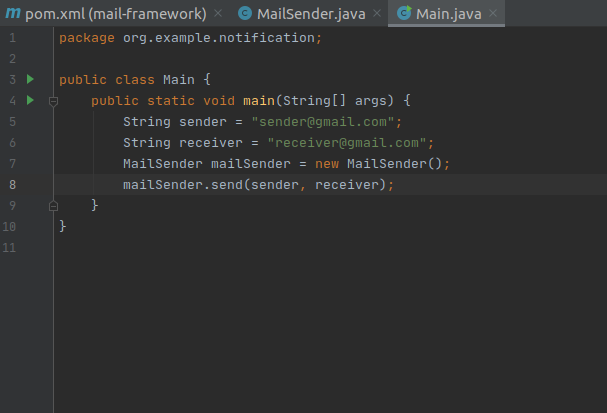 pom.xml (mail-framework) MailSender.java Main.java
1 package org.example.notification;
2
3 public class Main {
4     public static void main(String[] args) {
5         String sender = "sender@gmail.com";
6         String receiver = "receiver@gmail.com";
7         MailSender mailSender = new MailSender();
8         mailSender.send(sender, receiver);
9     }
10 }
11